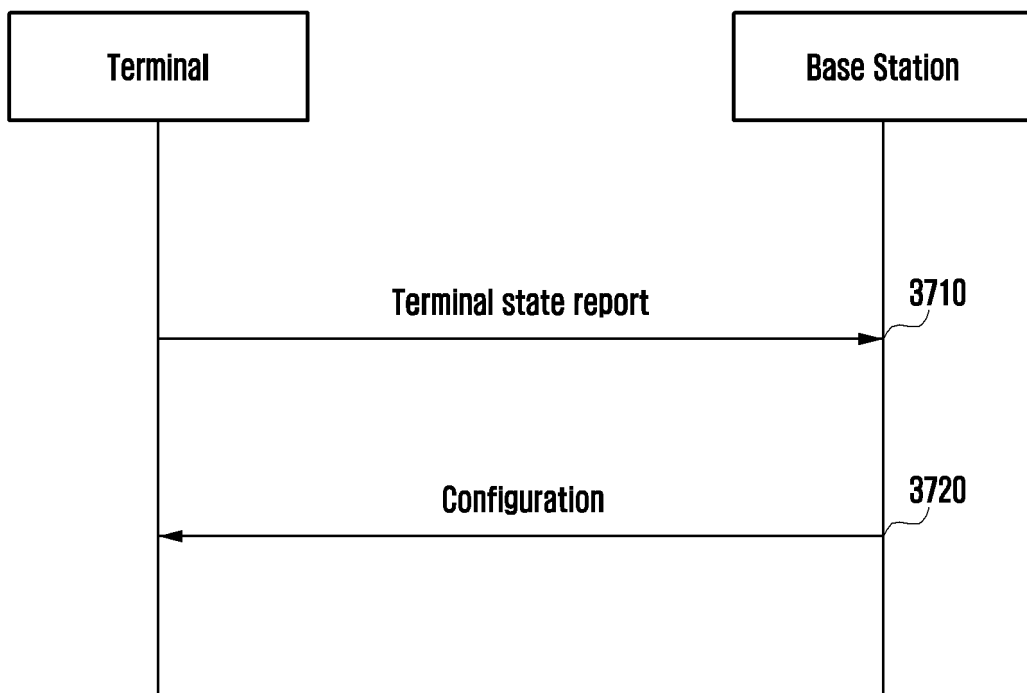 Terminal
Base Station
Terminal state report
3710
Configuration
3720